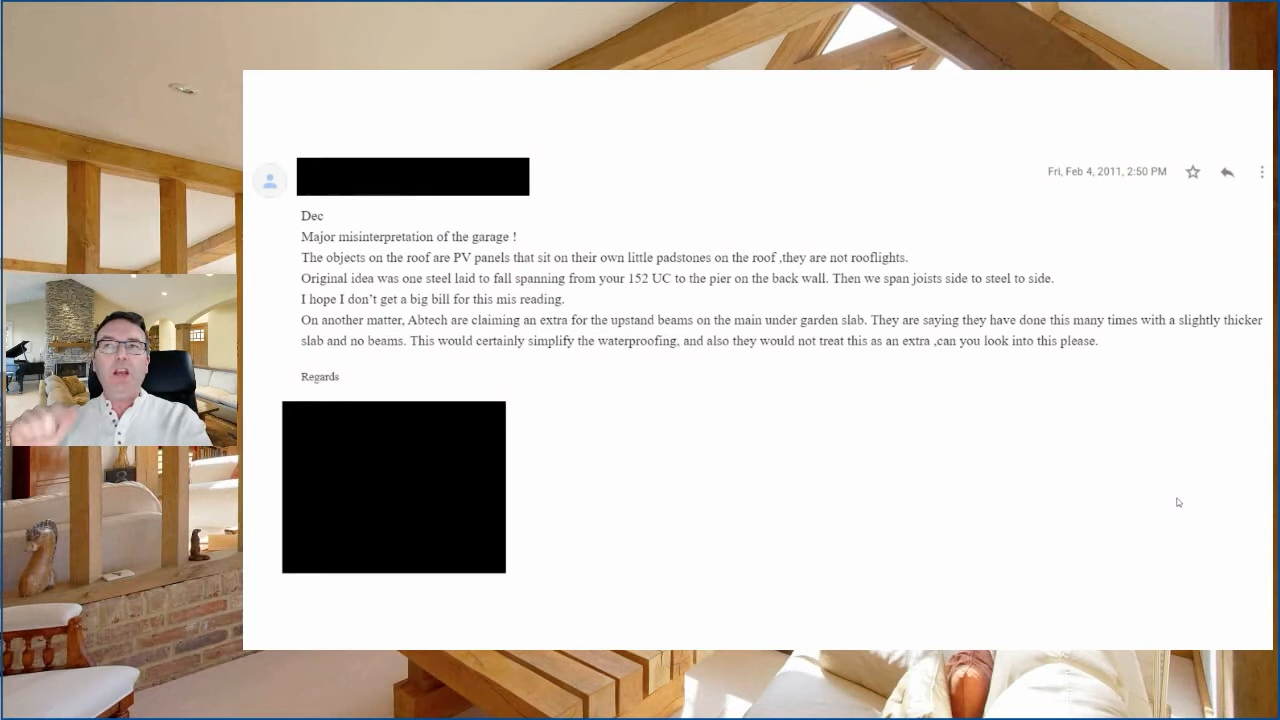 Fri, Feb 4, 2011, 2:50 PM
Dec
Major misinterpretation of the garage !
The objects on the roof are PV panels that sit on their own little padstones on the roof ,they are not rooflights.
Original idea was one steel laid to fall spanning from your 152 UC to the pier on the back wall. Then we span joists side to steel to side.
I hope I don’t get a big bill for this mis reading.
On another matter, Abtech are claiming an extra for the upstand beams on the main under garden slab. They are saying they have done this many times with a slightly thicker
slab and no beams. This would certainly simplify the waterproofing, and also they would not treat this as an extra ,can you look into this please.
Regards